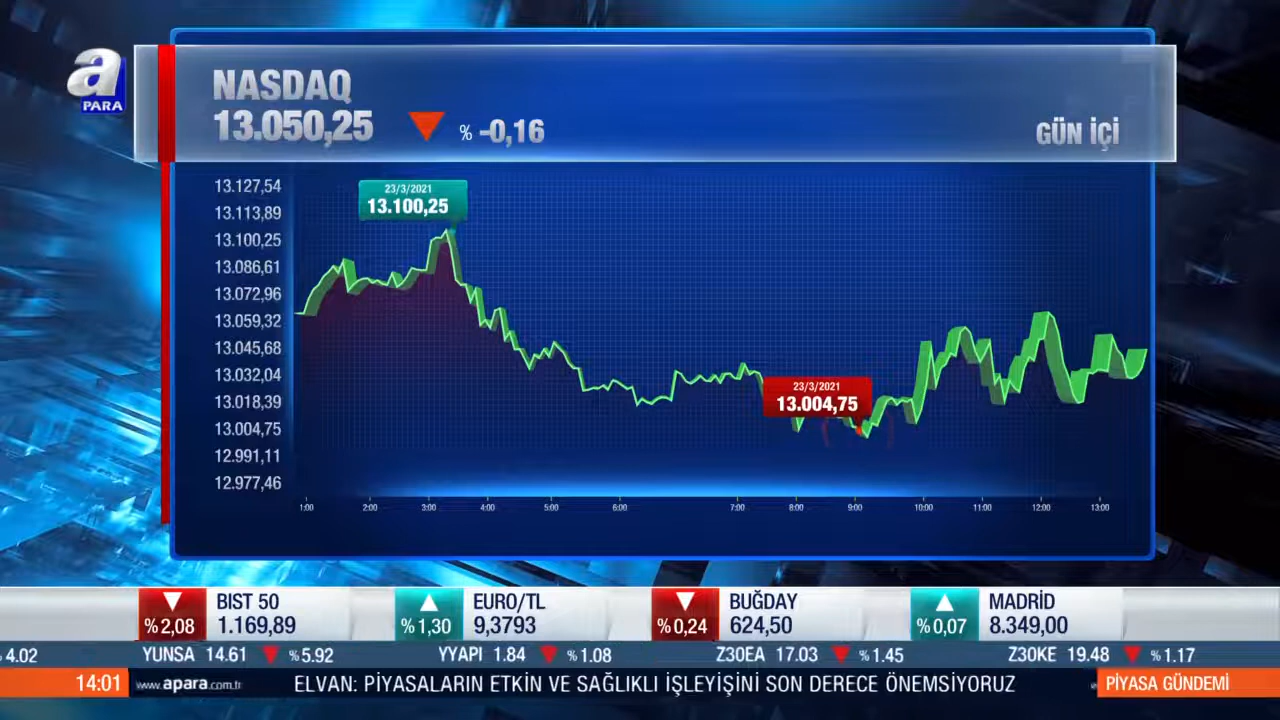 a
PARA
NASDAQ
13.050,25 % -0,16
GÜN İÇİ
13.127,54
13.113,89
13.100,25
13.086,61
13.072,96
13.059,32
13.045,68
13.032,04
13.018,39
13.004,75
12.991,11
12.977,46
23/3/2021
13.100,25
23/3/2021
13.004,75
1:00 2:00 3:00 4:00 5:00 6:00 7:00 8:00 9:00 10:00 11:00 12:00 13:00
%2,08 BIST 50 1.169,89
%1,30 EURO/TL 9,3793
%0,24 BUĞDAY 624,50
%0,07 MADRİD 8.349,00
4.02 YUNSA 14.61 %5.92 YYAPI 1.84 %1.08 Z30EA 17.03 %1.45 Z30KE 19.48 %1.17
14:01 www.apara.com.tr ELVAN: PİYASALARIN ETKİN VE SAĞLIKLI İŞLEYİŞİNİ SON DERECE ÖNEMSİYORUZ PİYASA GÜNDEMİ